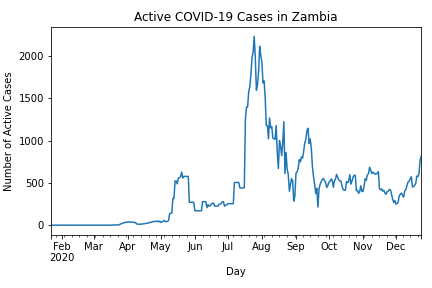 Active COVID-19 Cases in Zambia
Number of Active Cases
2000
1500
1000
500
0
Feb Mar Apr May Jun Jul Aug Sep Oct Nov Dec
2020
Day